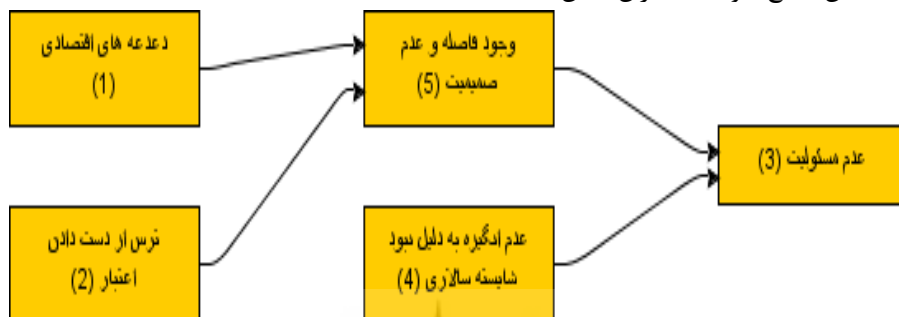 دغدغه های اقتصادی
(1)
وجود فاصله و عدم
صمیمیت (5)
عدم مسئولیت (3)
ترس از دست دادن
اعتبار (2)
عدم انگیزه به دلیل نبود
شایسته سالاری (4)